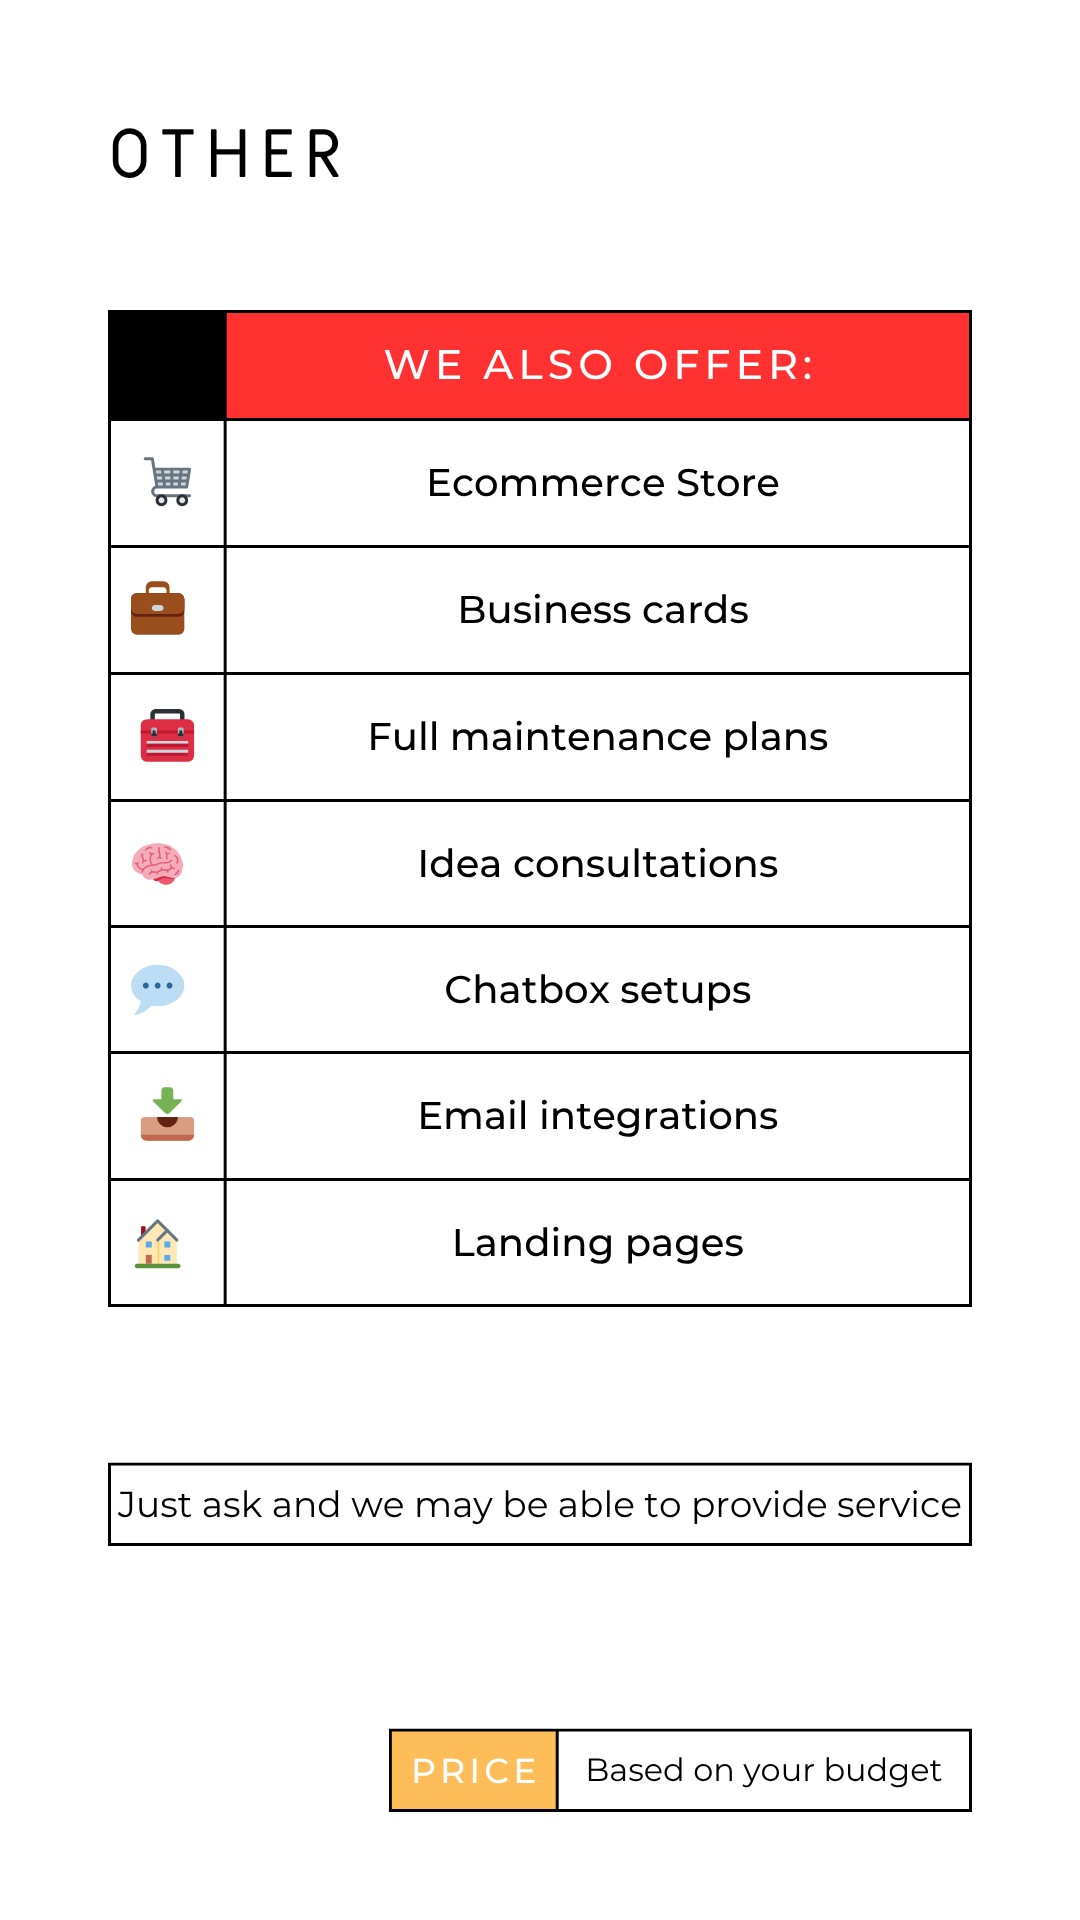 OTHER
WE ALSO OFFER:
Ecommerce Store
Business cards
Full maintenance plans
Idea consultations
Chatbox setups
Email integrations
Landing pages
Just ask and we may be able to provide service
PRICE
Based on your budget